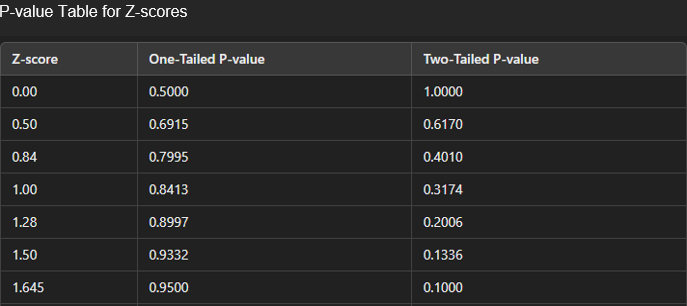 P-value Table for Z-scores
Z-score One-Tailed P-value Two-Tailed P-value
0.00 0.5000 1.0000
0.50 0.6915 0.6170
0.84 0.7995 0.4010
1.00 0.8413 0.3174
1.28 0.8997 0.2006
1.50 0.9332 0.1336
1.645 0.9500 0.1000